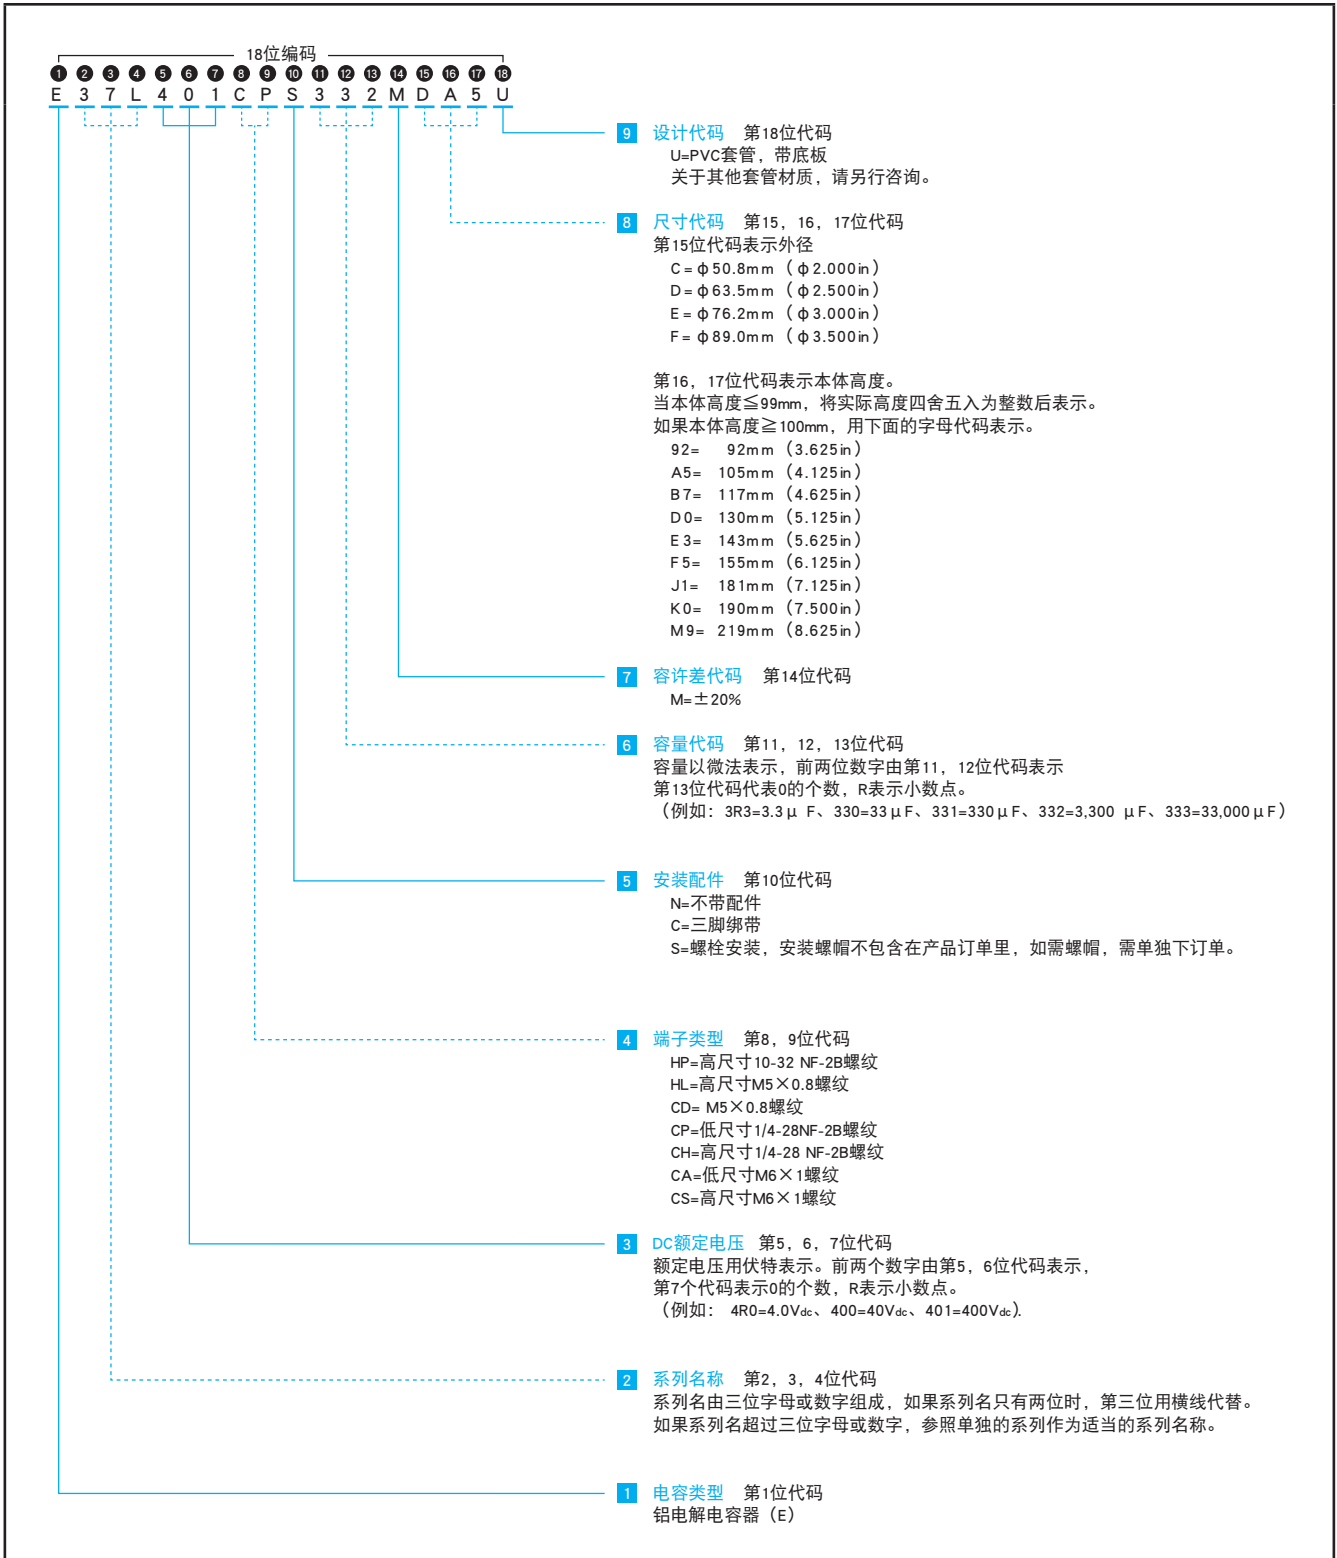 18位编码
1 2 3 4 5 6 7 8 9 10 11 12 13 14 15 16 17 18
E 3 7 L 4 0 1 C P S 3 3 2 M D A 5 U
9 设计代码 第18位代码
U=PVC套管，带底板
关于其他套管材质，请另行咨询。
8 尺寸代码 第15，16，17位代码
第15位代码表示外径
C=φ50.8mm（φ2.000in）
D=φ63.5mm（φ2.500in）
E=φ76.2mm（φ3.000in）
F=φ89.0mm（φ3.500in）
第16，17位代码表示本体高度。
当本体高度≦99mm，将实际高度四舍五入为整数后表示。
如果本体高度≧100mm，用下面的字母代码表示。
92= 92mm（3.625in）
A5= 105mm（4.125in）
B7= 117mm（4.625in）
D0= 130mm（5.125in）
E3= 143mm（5.625in）
F5= 155mm（6.125in）
J1= 181mm（7.125in）
K0= 190mm（7.500in）
M9= 219mm（8.625in）
7 容许差代码 第14位代码
M=±20%
6 容量代码 第11，12，13位代码
容量以微法表示，前两位数字由第11，12位代码表示
第13位代码代表0的个数，R表示小数点。
（例如：3R3=3.3μ F、330=33μF、331=330μF、332=3,300 μF、333=33,000μF）
5 安装配件 第10位代码
N=不带配件
C=三脚绑带
S=螺栓安装，安装螺帽不包含在产品订单里，如需螺帽，需单独下订单。
4 端子类型 第8，9位代码
HP=高尺寸10-32 NF-2B螺纹
HL=高尺寸M5×0.8螺纹
CD= M5×0.8螺纹
CP=低尺寸1/4-28NF-2B螺纹
CH=高尺寸1/4-28 NF-2B螺纹
CA=低尺寸M6×1螺纹
CS=高尺寸M6×1螺纹
3 DC额定电压 第5，6，7位代码
额定电压用伏特表示。前两个数字由第5，6位代码表示，
第7个代码表示0的个数，R表示小数点。
（例如： 4R0=4.0Vdc、400=40Vdc、401=400Vdc).
2 系列名称 第2，3，4位代码
系列名由三位字母或数字组成，如果系列名只有两位时，第三位用横线代替。
如果系列名超过三位字母或数字，参照单独的系列作为适当的系列名称。
1 电容类型 第1位代码
铝电解电容器（E）